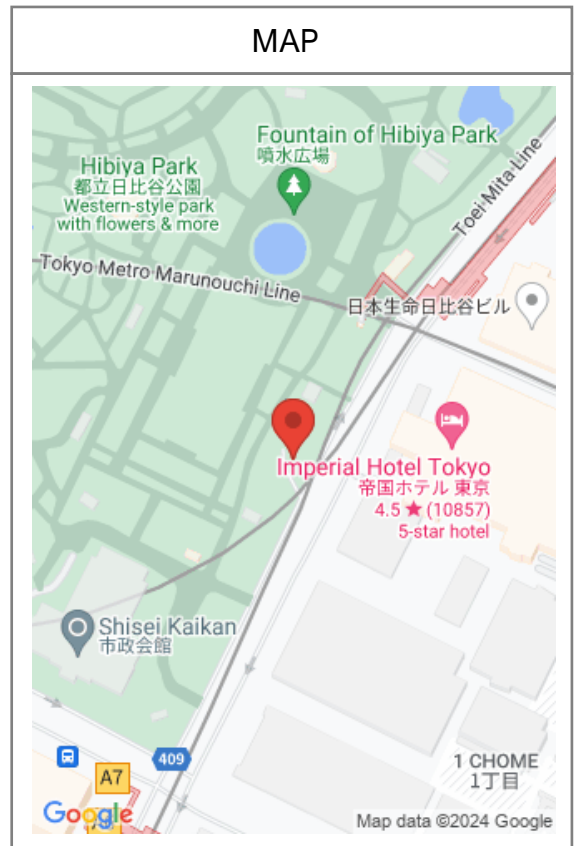 MAP
Fountain of Hibiya Park
噴水広場
Hibiya Park
都立日比谷公園
Western-style park
with flowers & more
Toei Mita Line
Tokyo Metro Marunouchi Line
日本生命日比谷ビル
Imperial Hotel Tokyo
帝国ホテル 東京
4.5 ★ (10857)
5-star hotel
Shisei Kaikan
市政会館
409
A7
1 CHOME
1丁目
Google
Map data ©2024 Google